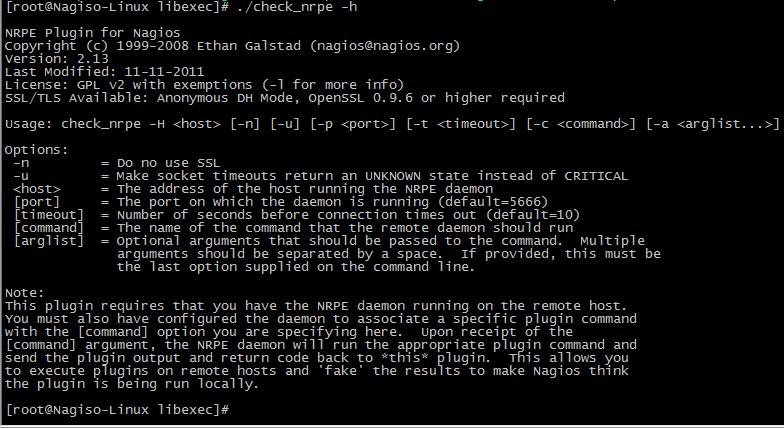 [root@Nagiso-Linux libexec]# ./check_nrpe -h
NRPE Plugin for Nagios
Copyright (c) 1999-2008 Ethan Galstad (nagios@nagios.org)
Version: 2.13
Last Modified: 11-11-2011
License: GPL v2 with exemptions (-l for more info)
SSL/TLS Available: Anonymous DH Mode, OpenSSL 0.9.6 or higher required
Usage: check_nrpe -H <host> [-n] [-u] [-p <port>] [-t <timeout>] [-c <command>] [-a <arglist...>]
Options:
-n = Do no use SSL
-u = Make socket timeouts return an UNKNOWN state instead of CRITICAL
<host> = The address of the host running the NRPE daemon
[port] = The port on which the daemon is running (default=5666)
[timeout] = Number of seconds before connection times out (default=10)
[command] = The name of the command that the remote daemon should run
[arglist] = Optional arguments that should be passed to the command. Multiple
arguments should be separated by a space. If provided, this must be
the last option supplied on the command line.
Note:
This plugin requires that you have the NRPE daemon running on the remote host.
You must also have configured the daemon to associate a specific plugin command
with the [command] option you are specifying here. Upon receipt of the
[command] argument, the NRPE daemon will run the appropriate plugin command and
send the plugin output and return code back to *this* plugin. This allows you
to execute plugins on remote hosts and 'fake' the results to make Nagios think
the plugin is being run locally.
[root@Nagiso-Linux libexec]#